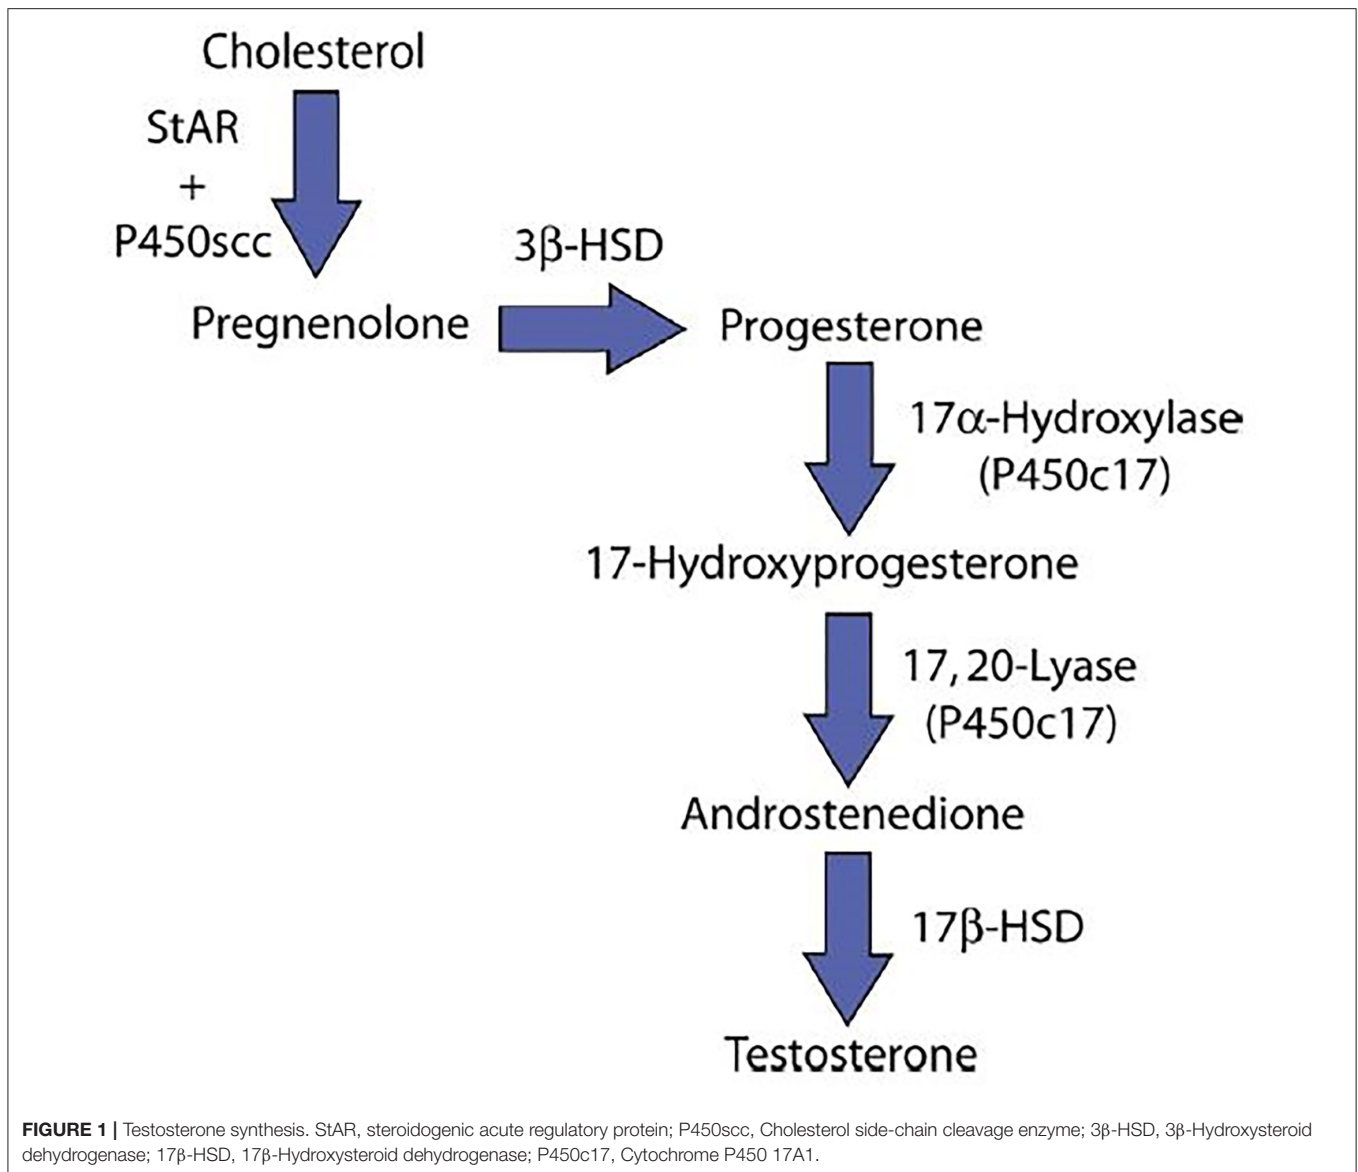 Cholesterol
StAR
+
P450scc
3β-HSD
Pregnenolone
Progesterone
17α-Hydroxylase
(P450c17)
17-Hydroxyprogesterone
17,20-Lyase
(P450c17)
Androstenedione
17β-HSD
Testosterone
FIGURE 1 | Testosterone synthesis. StAR, steroidogenic acute regulatory protein; P450scc, Cholesterol side-chain cleavage enzyme; 3β-HSD, 3β-Hydroxysteroid
dehydrogenase; 17β-HSD, 17β-Hydroxysteroid dehydrogenase; P450c17, Cytochrome P450 17A1.